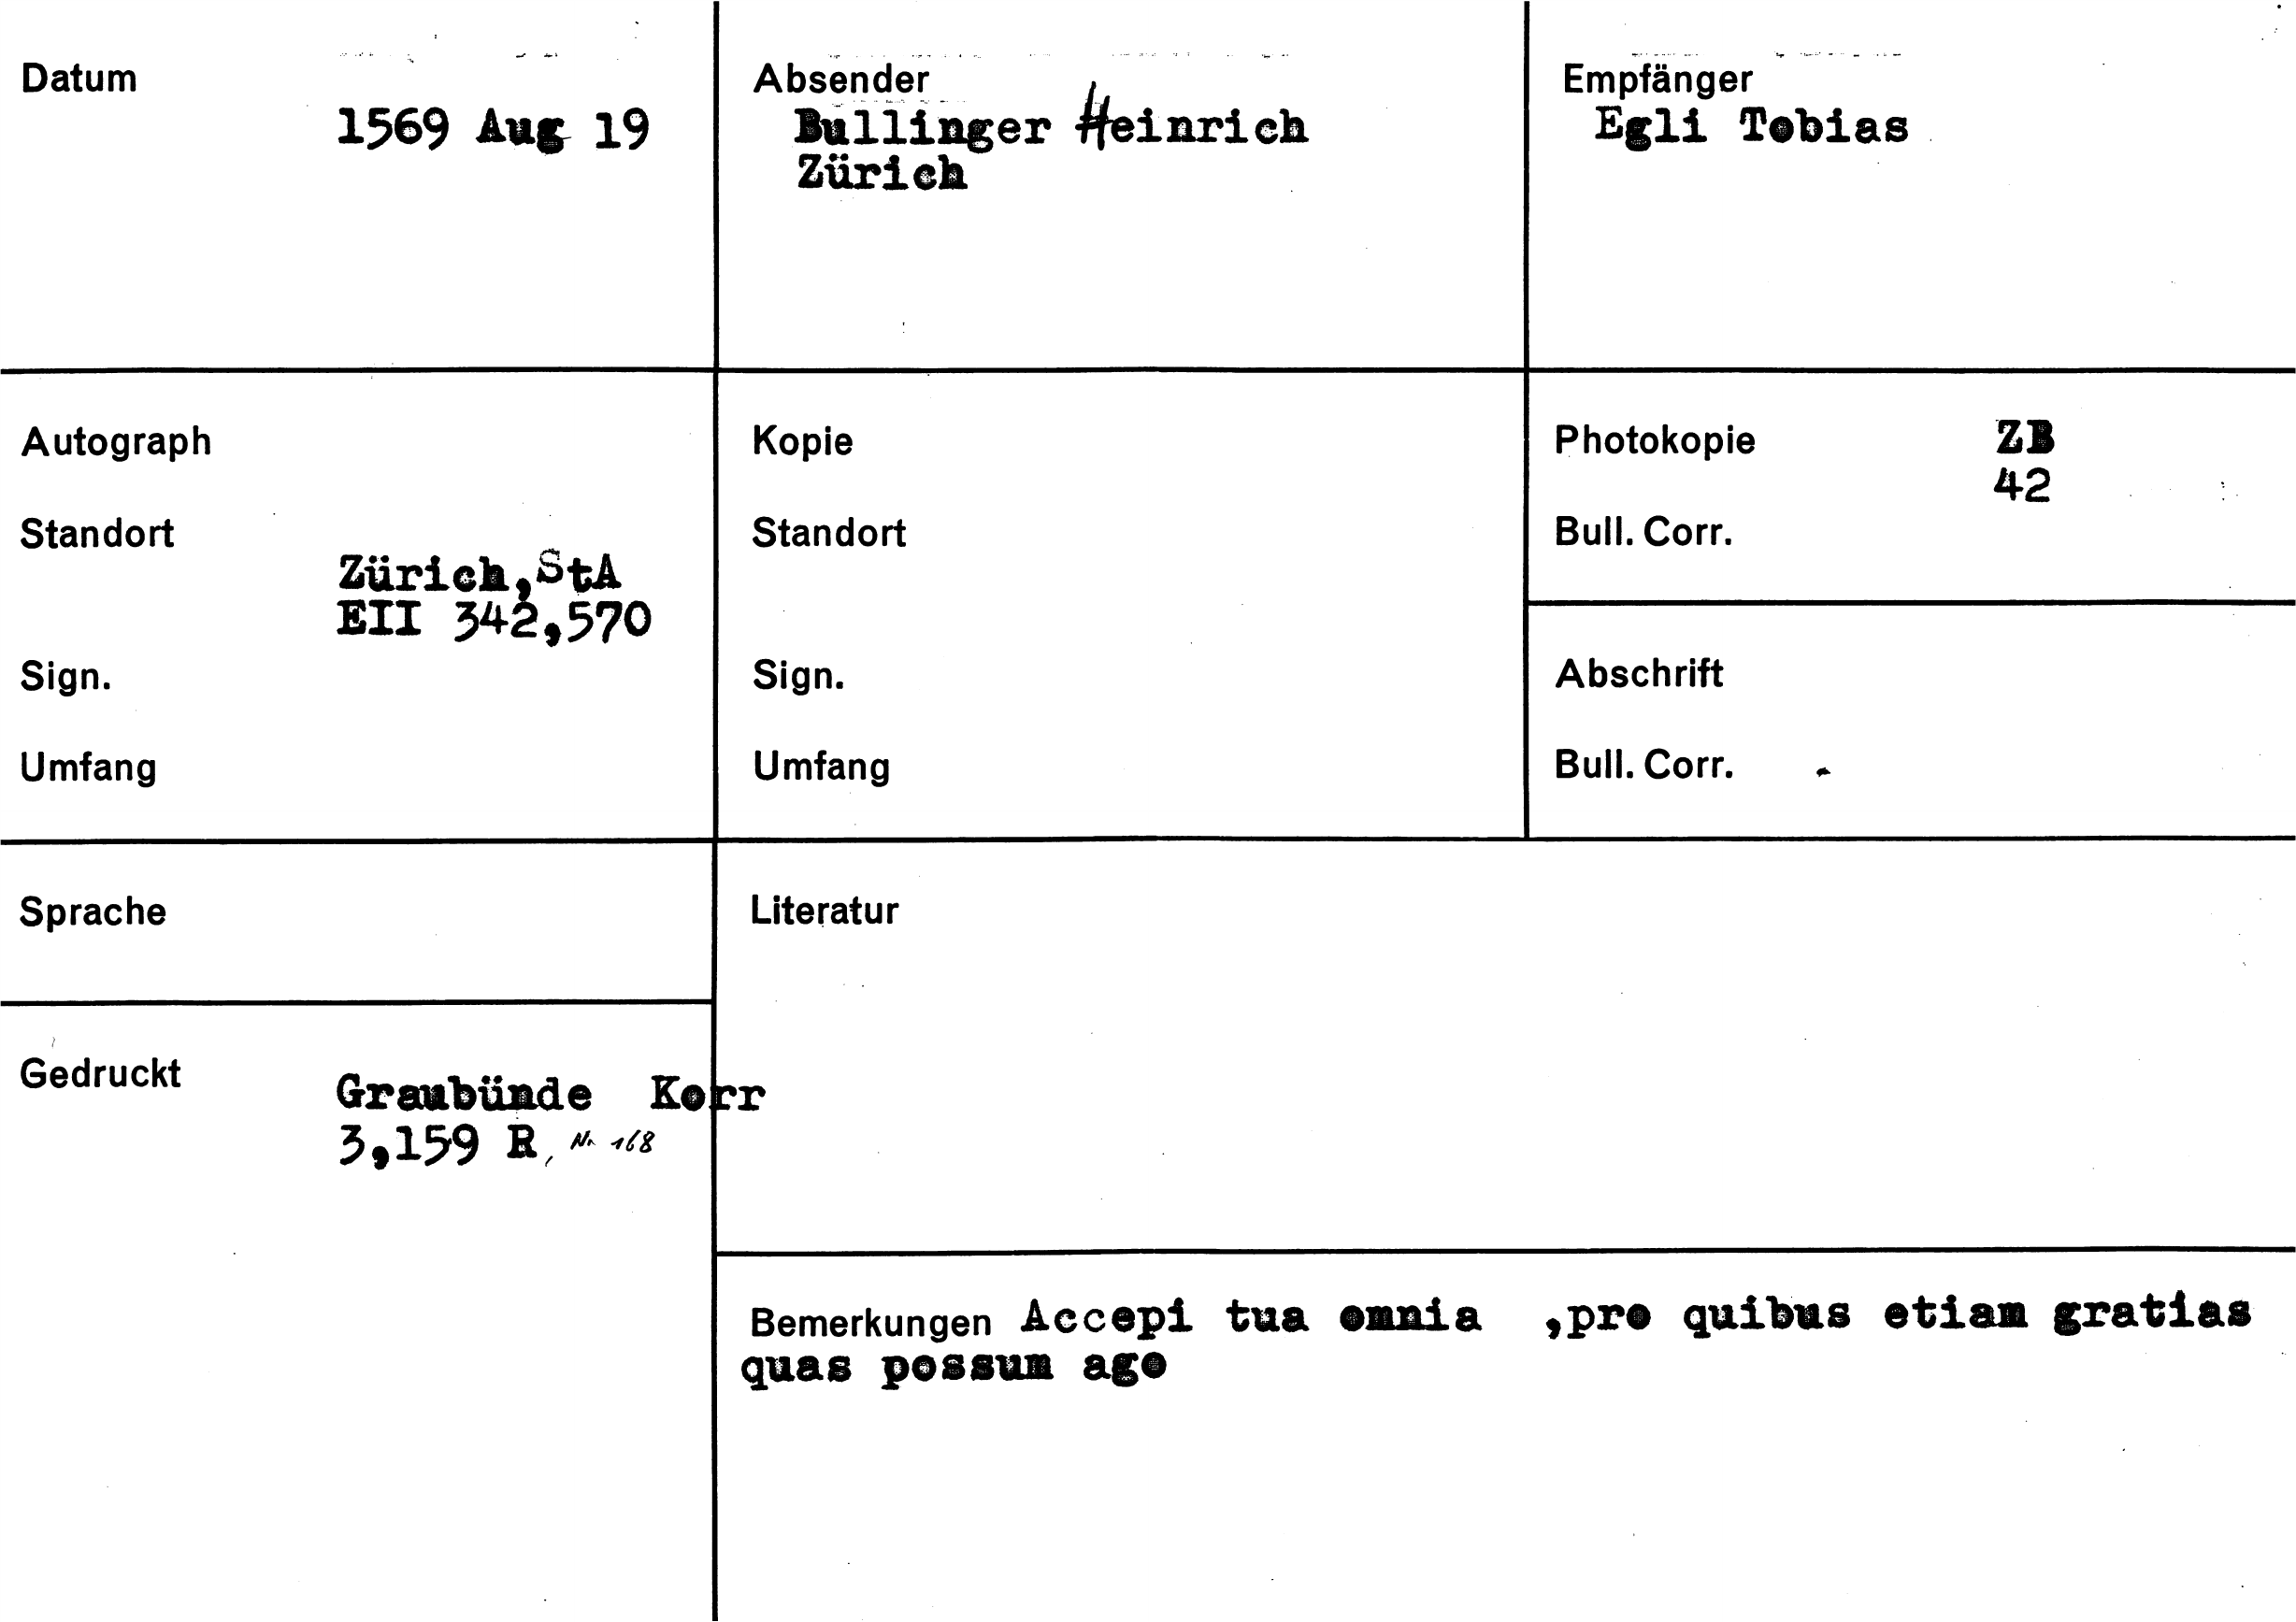 Datum
1569 Aug 19
Absender
Bullinger Heinrich
Zürich
Empfänger
Egli Tobias
Autograph
Standort
Zürich,StA
EII 342,570
Sign.
Umfang
Kopie
Standort
Sign.
Umfang
Photokopie ZB
42
Bull. Corr.
Abschrift
Bull. Corr.
Sprache
Literatur
Gedruckt
Graubünde Korr
3,159 R, Nr 168
Bemerkungen Accepi tua omnia ,pro quibus etiam gratias
quas possum ago